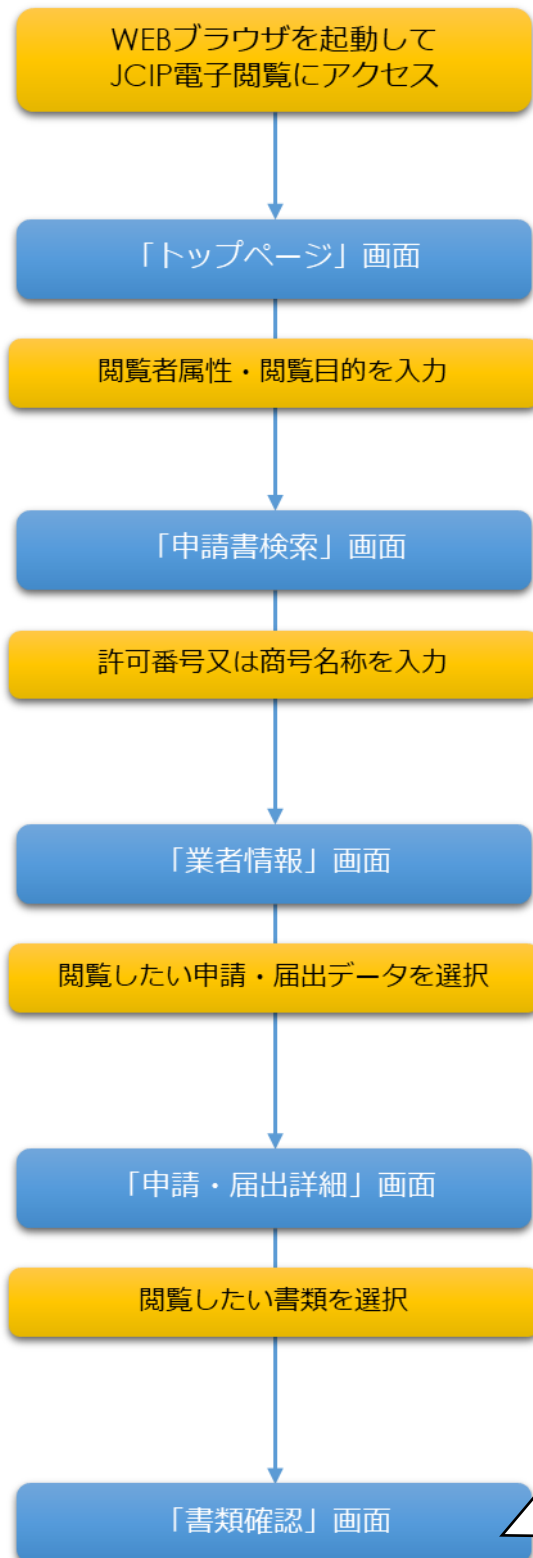 WEBブラウザを起動して
JCIP電子閲覧にアクセス
「トップページ」画面
閲覧者属性・閲覧目的を入力
「申請書検索」画面
許可番号又は商号名称を入力
「業者情報」画面
閲覧したい申請・届出データを選択
「申請・届出詳細」画面
閲覧したい書類を選択
「書類確認」画面